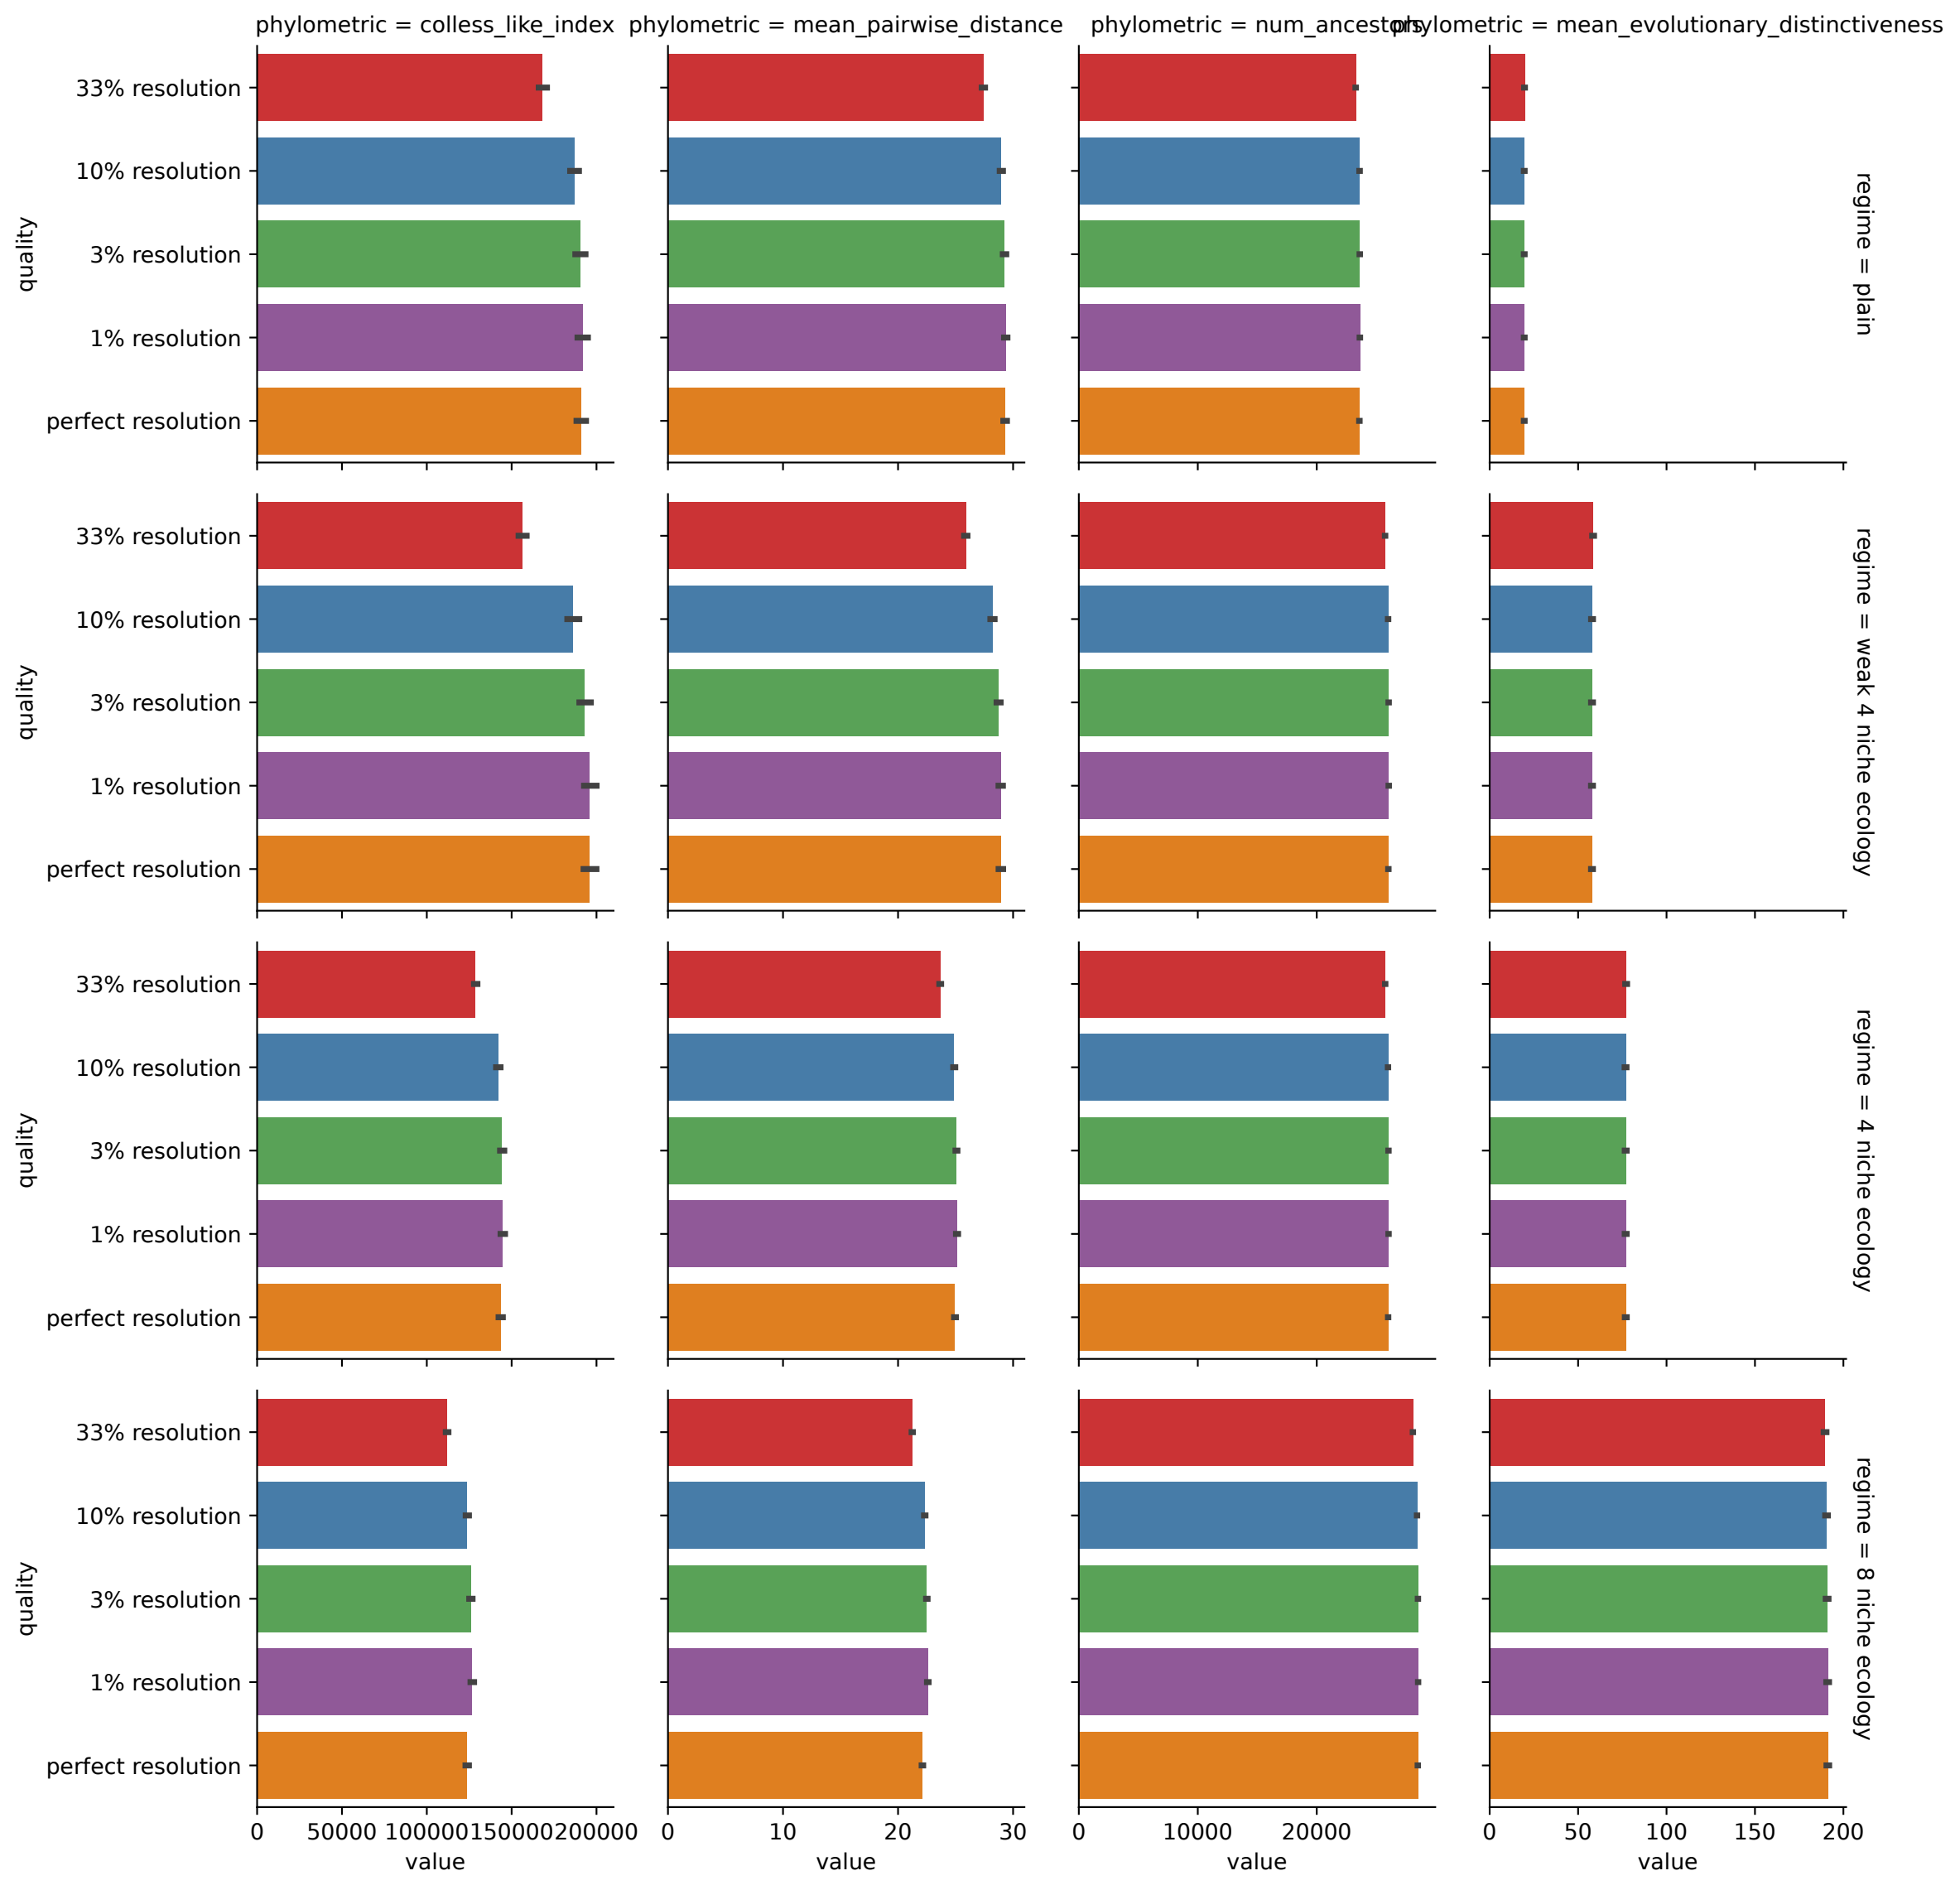 phylometric = colless_like_index
phylometric = mean_pairwise_distance
phylometric = num_ancestors
phylometric = mean_evolutionary_distinctiveness
quality
33% resolution
10% resolution
3% resolution
1% resolution
perfect resolution
regime = plain
quality
33% resolution
10% resolution
3% resolution
1% resolution
perfect resolution
regime = weak 4 niche ecology
quality
33% resolution
10% resolution
3% resolution
1% resolution
perfect resolution
regime = 4 niche ecology
quality
33% resolution
10% resolution
3% resolution
1% resolution
perfect resolution
regime = 8 niche ecology
0 50000 100000 150000 200000
value
0 10 20 30
value
0 10000 20000
value
0 50 100 150 200
value